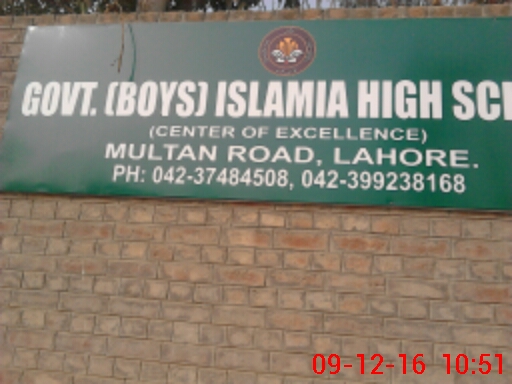 GOVT. (BOYS) ISLAMIA HIGH SC
(CENTER OF EXCELLENCE)
MULTAN ROAD, LAHORE.
PH: 042-37484508, 042-399238168
09-12-16 10:51